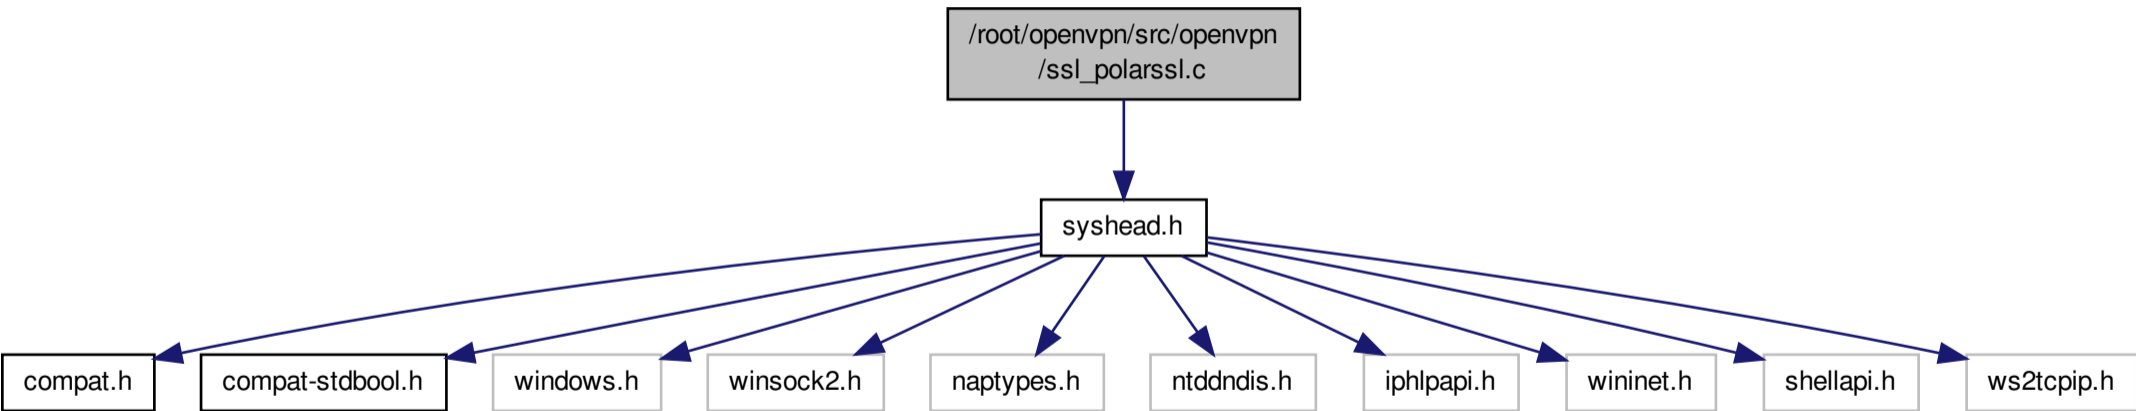 /root/openvpn/src/openvpn
/ssl_polarssl.c
syshead.h
compat.h
compat-stdbool.h
windows.h
winsock2.h
naptypes.h
ntddndis.h
iphlpapi.h
wininet.h
shellapi.h
ws2tcpip.h